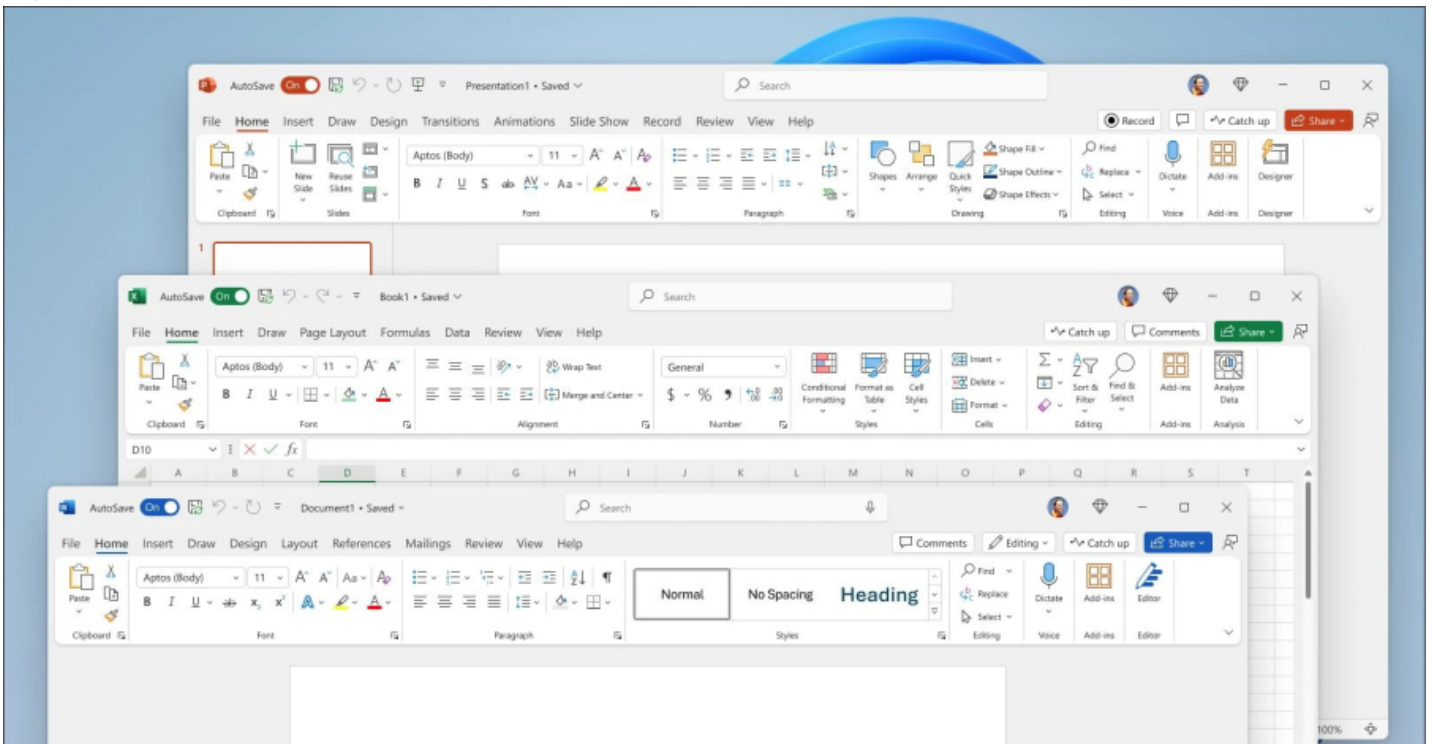 AutoSave On Presentation1 • Saved Search
File Home Insert Draw Design Transitions Animations Slide Show Record Review View Help Record Catch up Share
Paste New Slide Reuse Slides Aptos (Body) 11 A A A Shapes Arrange Quick Styles Shape Fill Shape Outline Shape Effects Find Replace Select Dictate Add-ins Designer
B I U S ab AV Aa A
Clipboard Slides Font Paragraph Drawing Editing Voice Add-ins Designer
1
AutoSave On Book1 • Saved Search
File Home Insert Draw Page Layout Formulas Data Review View Help Catch up Comments Share
Paste Aptos (Body) 11 A A Wrap Text General Conditional Formatting Format as Table Cell Styles Insert Delete Format Sort & Filter Find & Select Add-ins Analyze Data
B I U A Merge and Center $ % 9
Clipboard Font Alignment Number Styles Cells Editing Add-ins Analysis
D10 fx
A B C D E F G H I J K L M N O P Q R S T
AutoSave On Document1 • Saved Search
File Home Insert Draw Design Layout References Mailings Review View Help Comments Editing Catch up Share
Paste Aptos (Body) 11 A A Aa A Normal No Spacing Heading Find Replace Select Dictate Add-ins Editor
B I U ab x, x² A A
Clipboard Font Paragraph Styles Editing Voice Add-ins Editor
100%